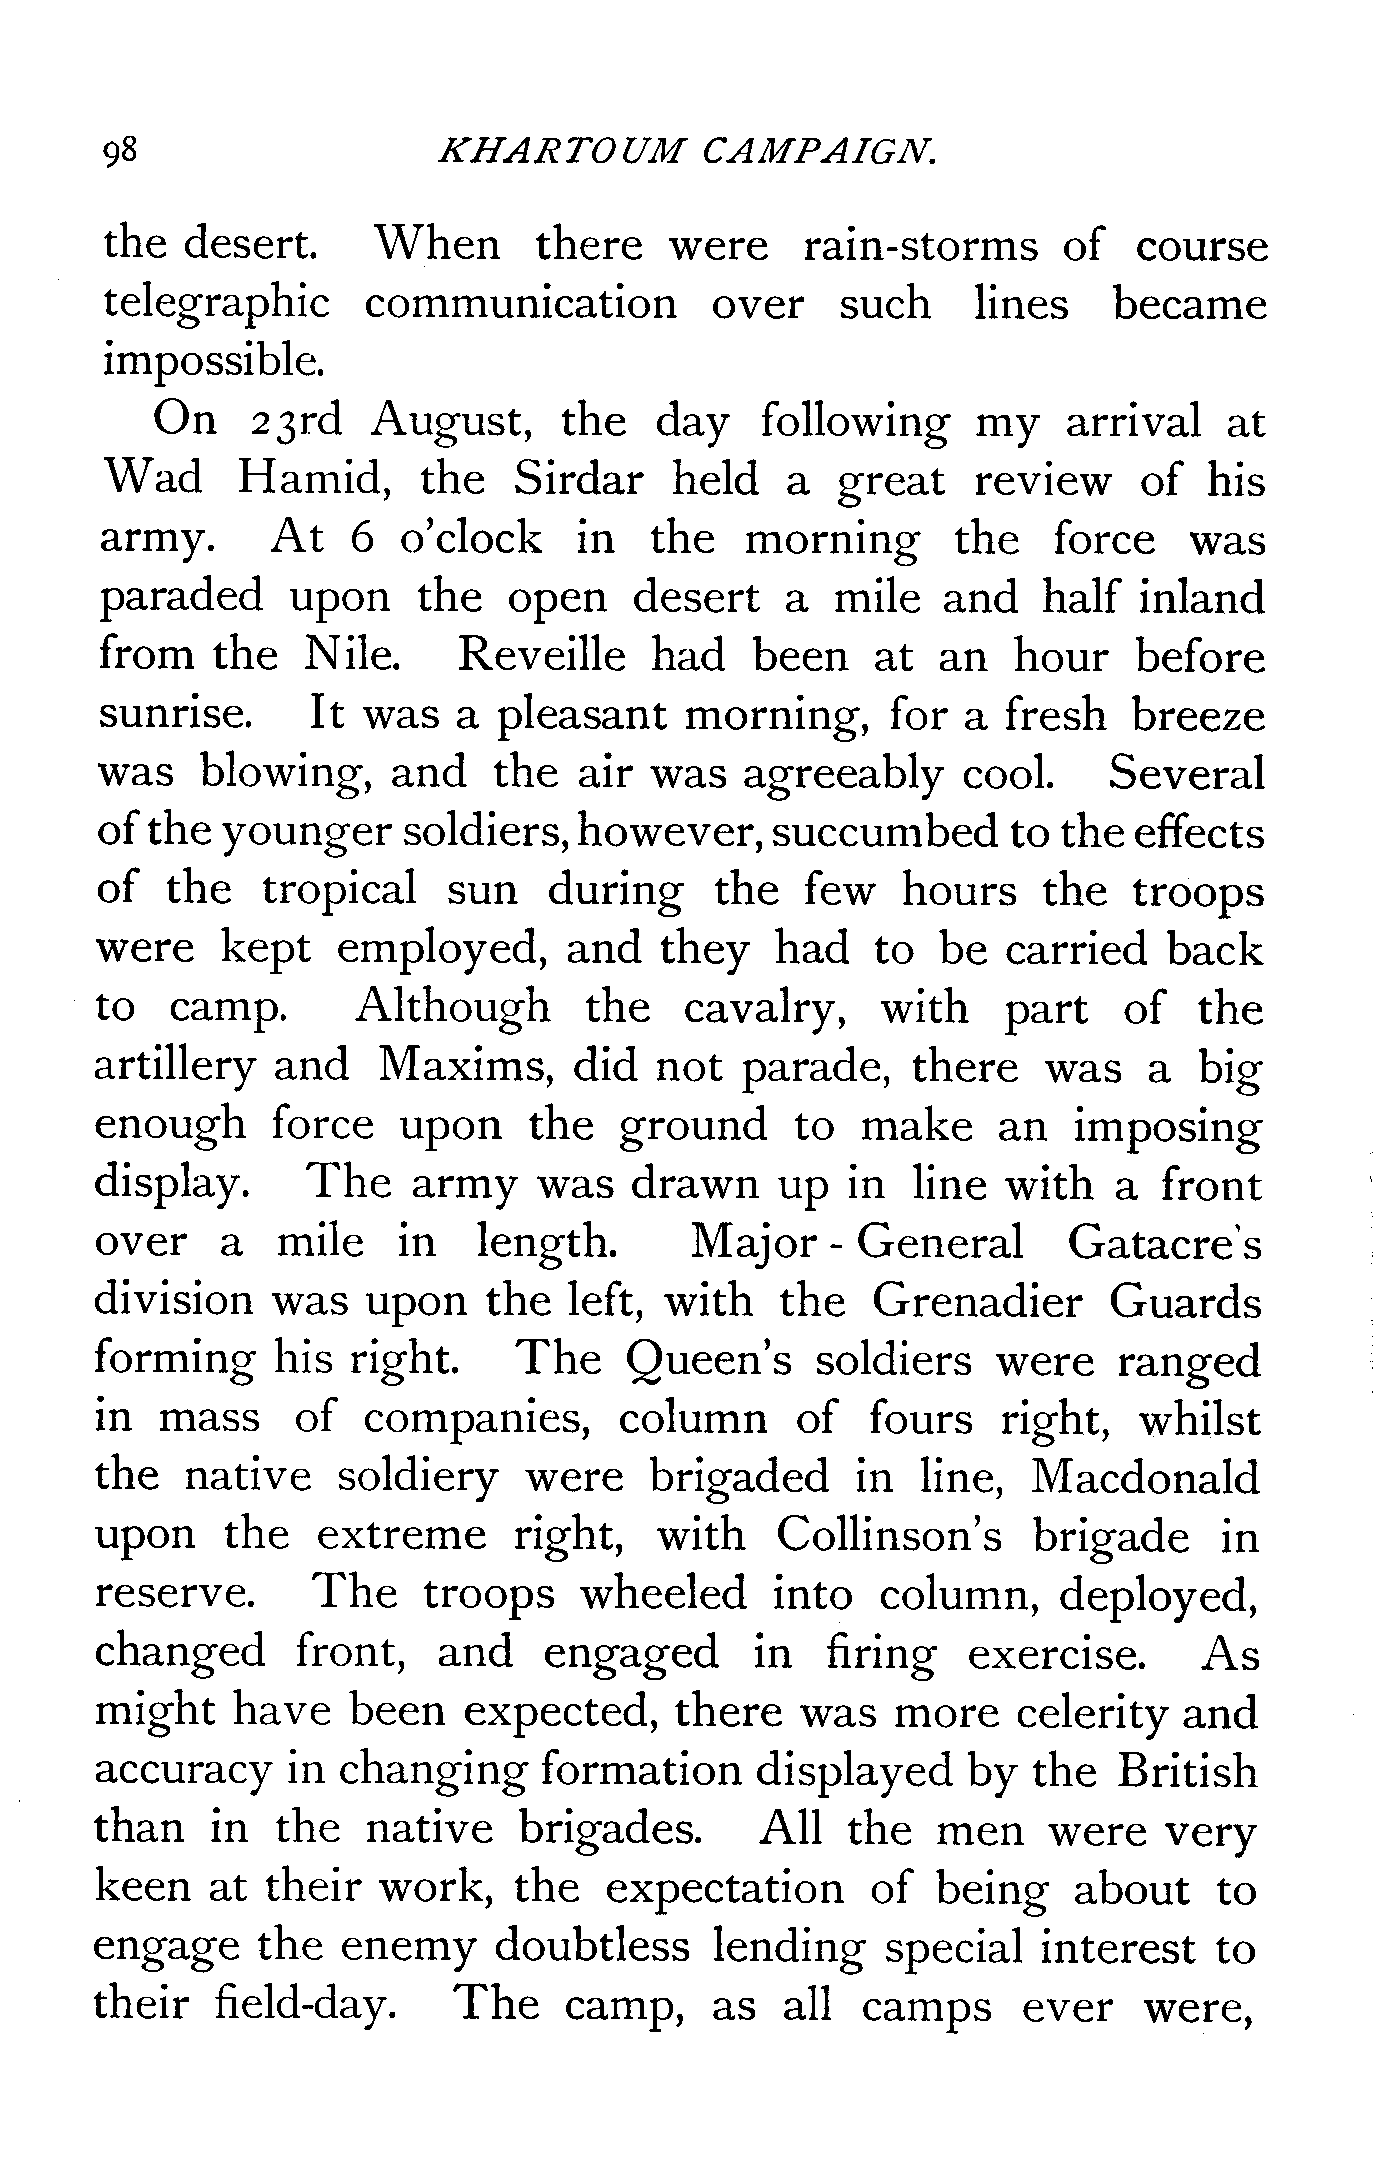 98 KHARTOUM CAMPAIGN.
the desert. When there were rain-storms of course
telegraphic communication over such lines became
impossible.
On 23rd August, the day following my arrival at
Wad Hamid, the Sirdar held a great review of his
army. At 6 o'clock in the morning the force was
paraded upon the open desert a mile and half inland
from the Nile. Reveille had been at an hour before
sunrise. It was a pleasant morning, for a fresh breeze
was blowing, and the air was agreeably cool. Several
of the younger soldiers, however, succumbed to the effects
of the tropical sun during the few hours the troops
were kept employed, and they had to be carried back
to camp. Although the cavalry, with part of the
artillery and Maxims, did not parade, there was a big
enough force upon the ground to make an imposing
display. The army was drawn up in line with a front
over a mile in length. Major-General Gatacre's
division was upon the left, with the Grenadier Guards
forming his right. The Queen's soldiers were ranged
in mass of companies, column of fours right, whilst
the native soldiery were brigaded in line, Macdonald
upon the extreme right, with Collinson's brigade in
reserve. The troops wheeled into column, deployed,
changed front, and engaged in firing exercise. As
might have been expected, there was more celerity and
accuracy in changing formation displayed by the British
than in the native brigades. All the men were very
keen at their work, the expectation of being about to
engage the enemy doubtless lending special interest to
their field-day. The camp, as all camps ever were,